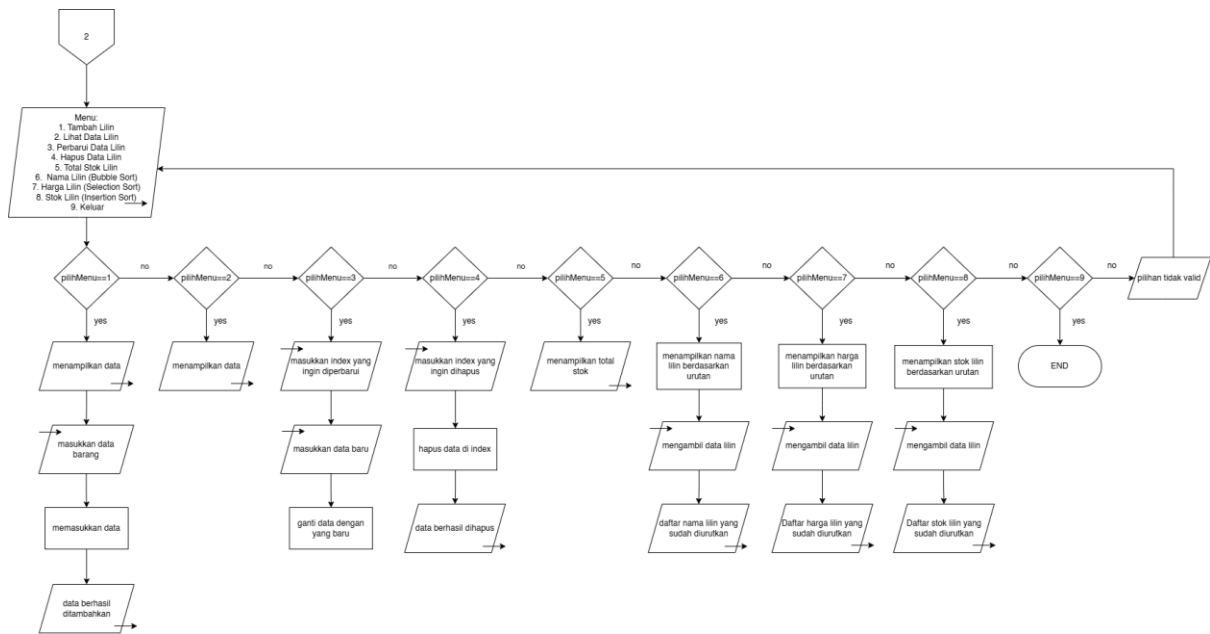 2
Menu:
1. Tambah Lilin
2. Lihat Data Lilin
3. Perbarui Data Lilin
4. Hapus Data Lilin
5. Total Stok Lilin
6. Nama Lilin (Bubble Sort)
7. Harga Lilin (Selection Sort)
8. Stok Lilin (Insertion Sort)
9. Keluar
pilihMenu==1
no
pilihMenu==2
no
pilihMenu==3
no
pilihMenu==4
no
pilihMenu==5
no
pilihMenu==6
no
pilihMenu==7
no
pilihMenu==8
no
pilihMenu==9
no
pilihan tidak valid
yes
yes
yes
yes
yes
yes
yes
yes
yes
menampilkan data
masukkan data
barang
memasukkan data
data berhasil
ditambahkan
menampilkan data
masukkan index yang
ingin diperbarui
masukkan data baru
ganti data dengan
yang baru
masukkan index yang
ingin dihapus
hapus data di index
data berhasil dihapus
menampilkan total
stok
menampilkan nama
lilin berdasarkan
urutan
mengambil data lilin
daftar nama lilin yang
sudah diurutkan
menampilkan harga
lilin berdasarkan
urutan
mengambil data lilin
Daftar harga lilin yang
sudah diurutkan
menampilkan stok lilin
berdasarkan urutan
mengambil data lilin
Daftar stok lilin yang
sudah diurutkan
END